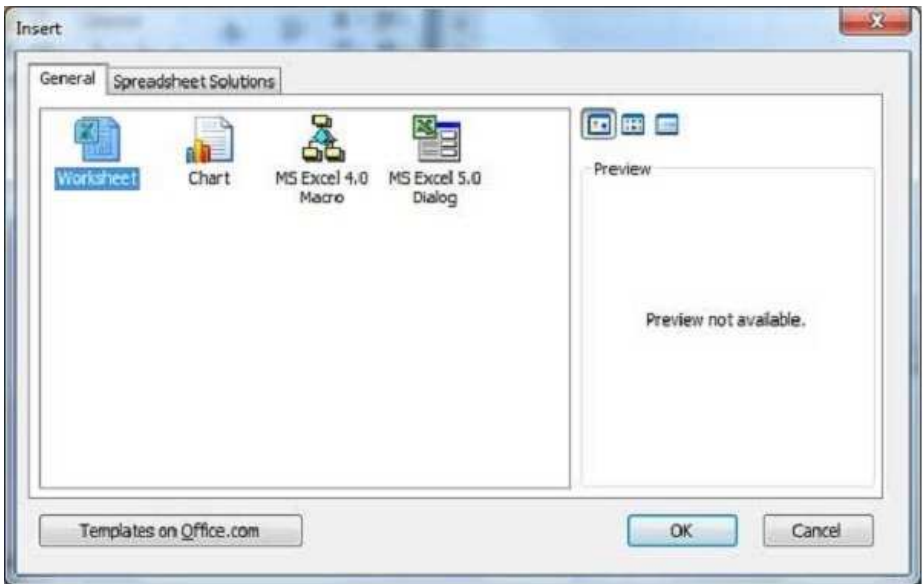 Insert
General
Spreadsheet Solutions
Worksheet
Chart
MS Excel 4.0
Macro
MS Excel 5.0
Dialog
Preview
Preview not available.
Templates on Office.com
OK
Cancel